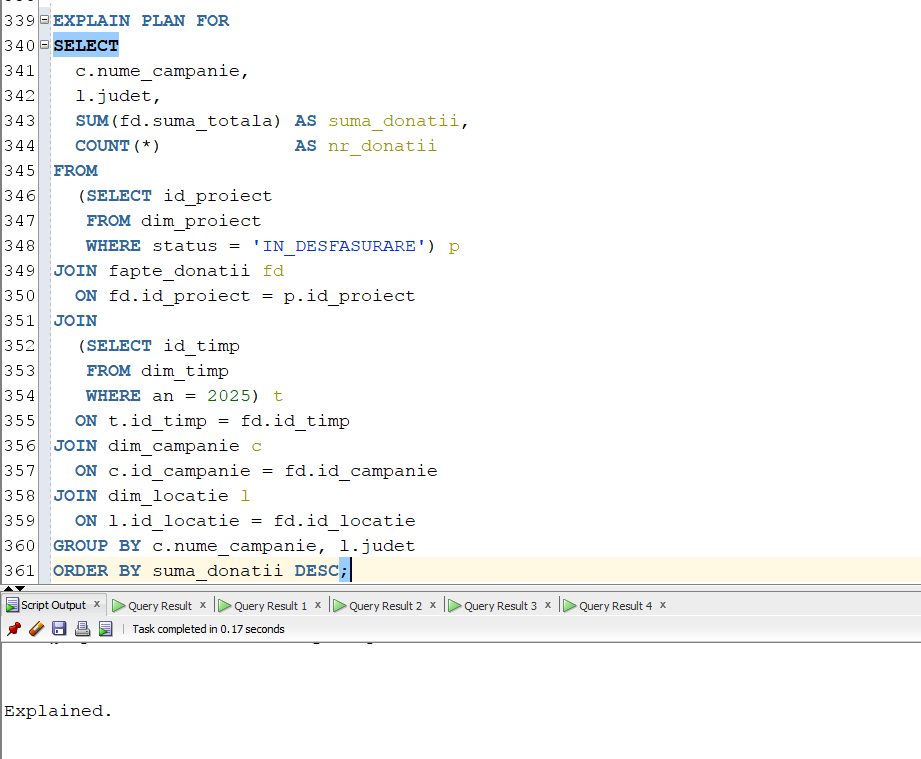 339 EXPLAIN PLAN FOR
340 SELECT
341 c.nume_campanie,
342 l.judet,
343 SUM(fd.suma_totala) AS suma_donatii,
344 COUNT(*) AS nr_donatii
345 FROM
346 (SELECT id_proiect
347 FROM dim_proiect
348 WHERE status = 'IN_DESFASURARE') p
349 JOIN fapte_donatii fd
350 ON fd.id_proiect = p.id_proiect
351 JOIN
352 (SELECT id_timp
353 FROM dim_timp
354 WHERE an = 2025) t
355 ON t.id_timp = fd.id_timp
356 JOIN dim_campanie c
357 ON c.id_campanie = fd.id_campanie
358 JOIN dim_locatie l
359 ON l.id_locatie = fd.id_locatie
360 GROUP BY c.nume_campanie, l.judet
361 ORDER BY suma_donatii DESC;
Script Output x Query Result x Query Result 1 x Query Result 2 x Query Result 3 x Query Result 4 x
Task completed in 0.17 seconds
Explained.